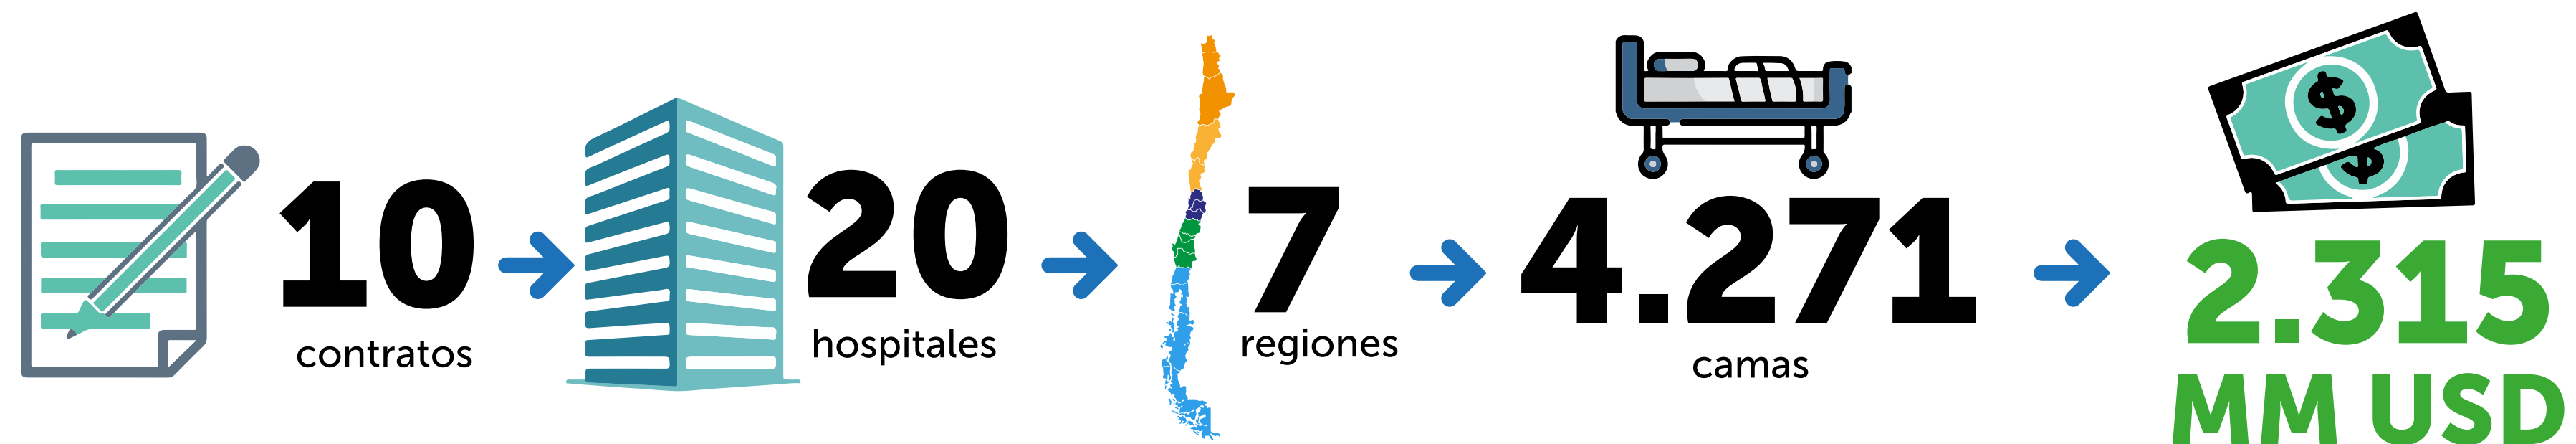 10
contratos
20
hospitales
7
regiones
4.271
camas
2.315
MM USD